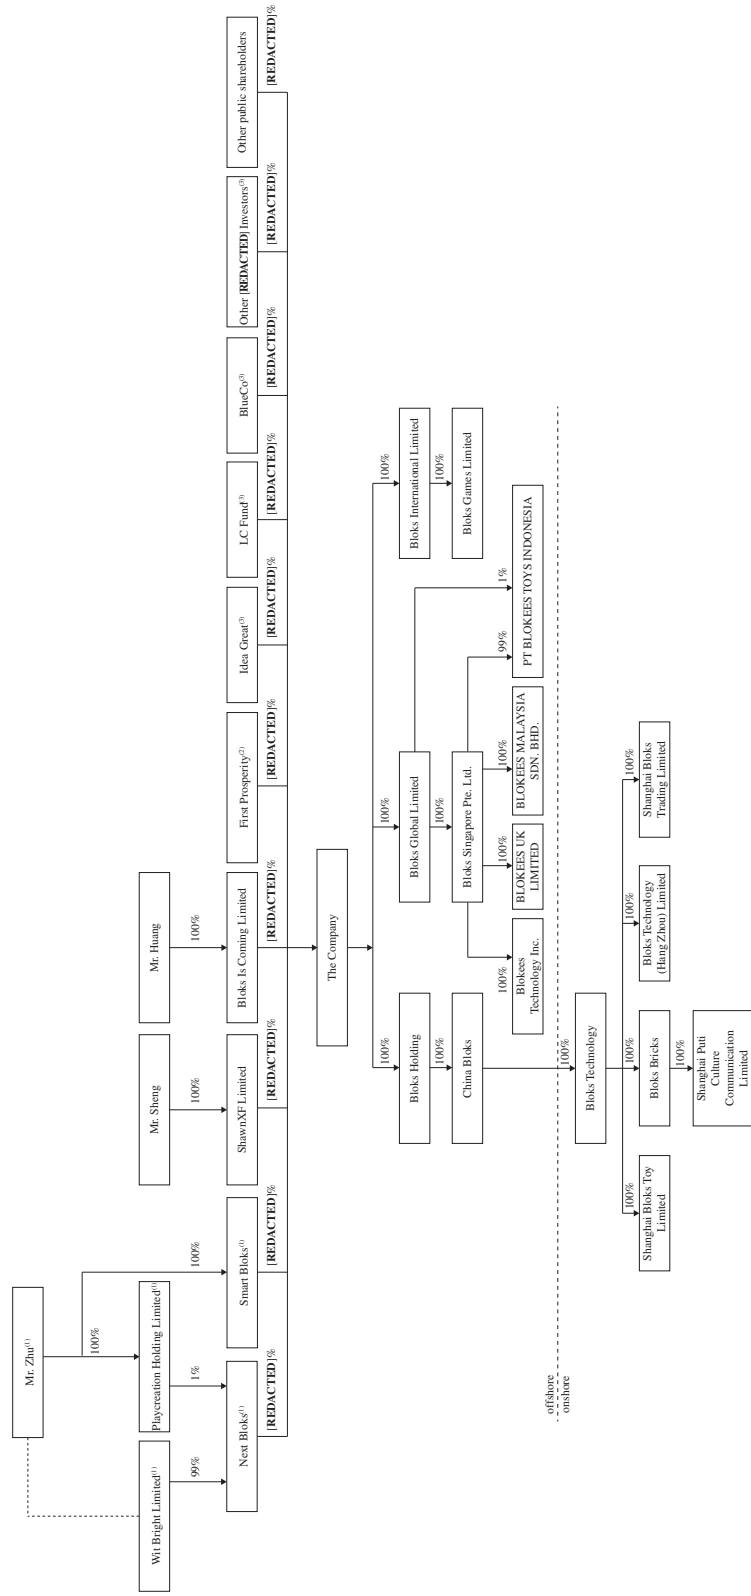 Mr. Zhu(1)
100%
100%
Wit Bright Limited(1)
Playcreation Holding Limited(1)
Mr. Sheng
Mr. Huang
99%
1%
100%
100%
Next Bloks(1)
Smart Bloks(1)
ShawnXF Limited
Bloks Is Coming Limited
First Prosperity(2)
Idea Great(3)
LC Fund(3)
BlueCo(3)
Other [REDACTED] Investors(3)
Other public shareholders
[REDACTED]%
[REDACTED]%
[REDACTED]%
[REDACTED]%
[REDACTED]%
[REDACTED]%
[REDACTED]%
[REDACTED]%
[REDACTED]%
[REDACTED]%
The Company
100%
100%
100%
Bloks Holding
Bloks Global Limited
Bloks International Limited
100%
100%
100%
China Bloks
Bloks Singapore Pte. Ltd.
Bloks Games Limited
100%
100%
100%
99%
1%
Blokees
Technology Inc.
BLOKEES UK
LIMITED
BLOKEES MALAYSIA
SDN. BHD.
PT BLOKEES TOYS INDONESIA
offshore
onshore
100%
Bloks Technology
100%
100%
100%
100%
Shanghai Bloks Toy
Limited
Bloks Bricks
Bloks Technology
(Hang Zhou) Limited
Shanghai Bloks
Trading Limited
100%
Shanghai Puti
Culture
Communication
Limited